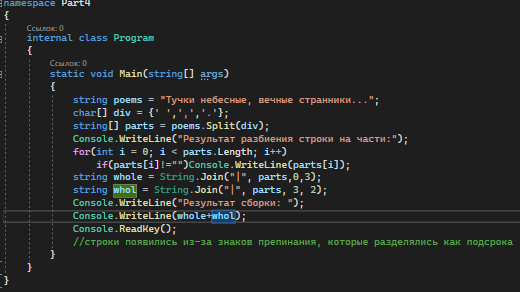 namespace Part4
{
Ссылок: 0
internal class Program
{
Ссылок: 0
static void Main(string[] args)
{
string poems = "Тучки небесные, вечные странники...";
char[] div = {' ',',','.'};
string[] parts = poems.Split(div);
Console.WriteLine("Результат разбиения строки на части:");
for(int i = 0; i < parts.Length; i++)
if(parts[i]!="")Console.WriteLine(parts[i]);
string whole = String.Join("|", parts,0,3);
string whol = String.Join("|", parts, 3, 2);
Console.WriteLine("Результат сборки: ");
Console.WriteLine(whole+whol);
Console.ReadKey();
//строки появились из-за знаков препинания, которые разделялись как подсрока
}
}
}